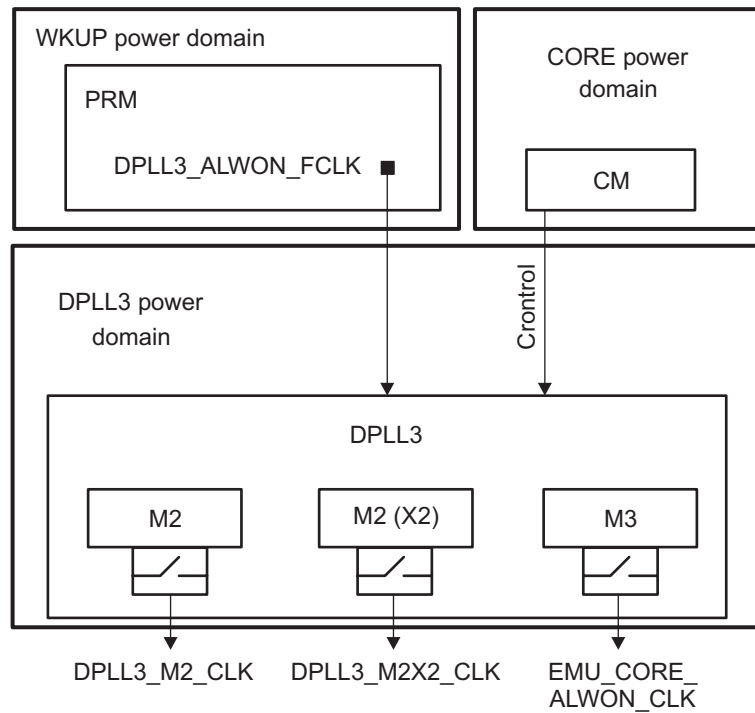 WKUP power domain
PRM
DPLL3_ALWON_FCLK
CORE power
domain
CM
DPLL3 power
domain
Crontrol
DPLL3
M2
M2 (X2)
M3
DPLL3_M2_CLK
DPLL3_M2X2_CLK
EMU_CORE_
ALWON_CLK